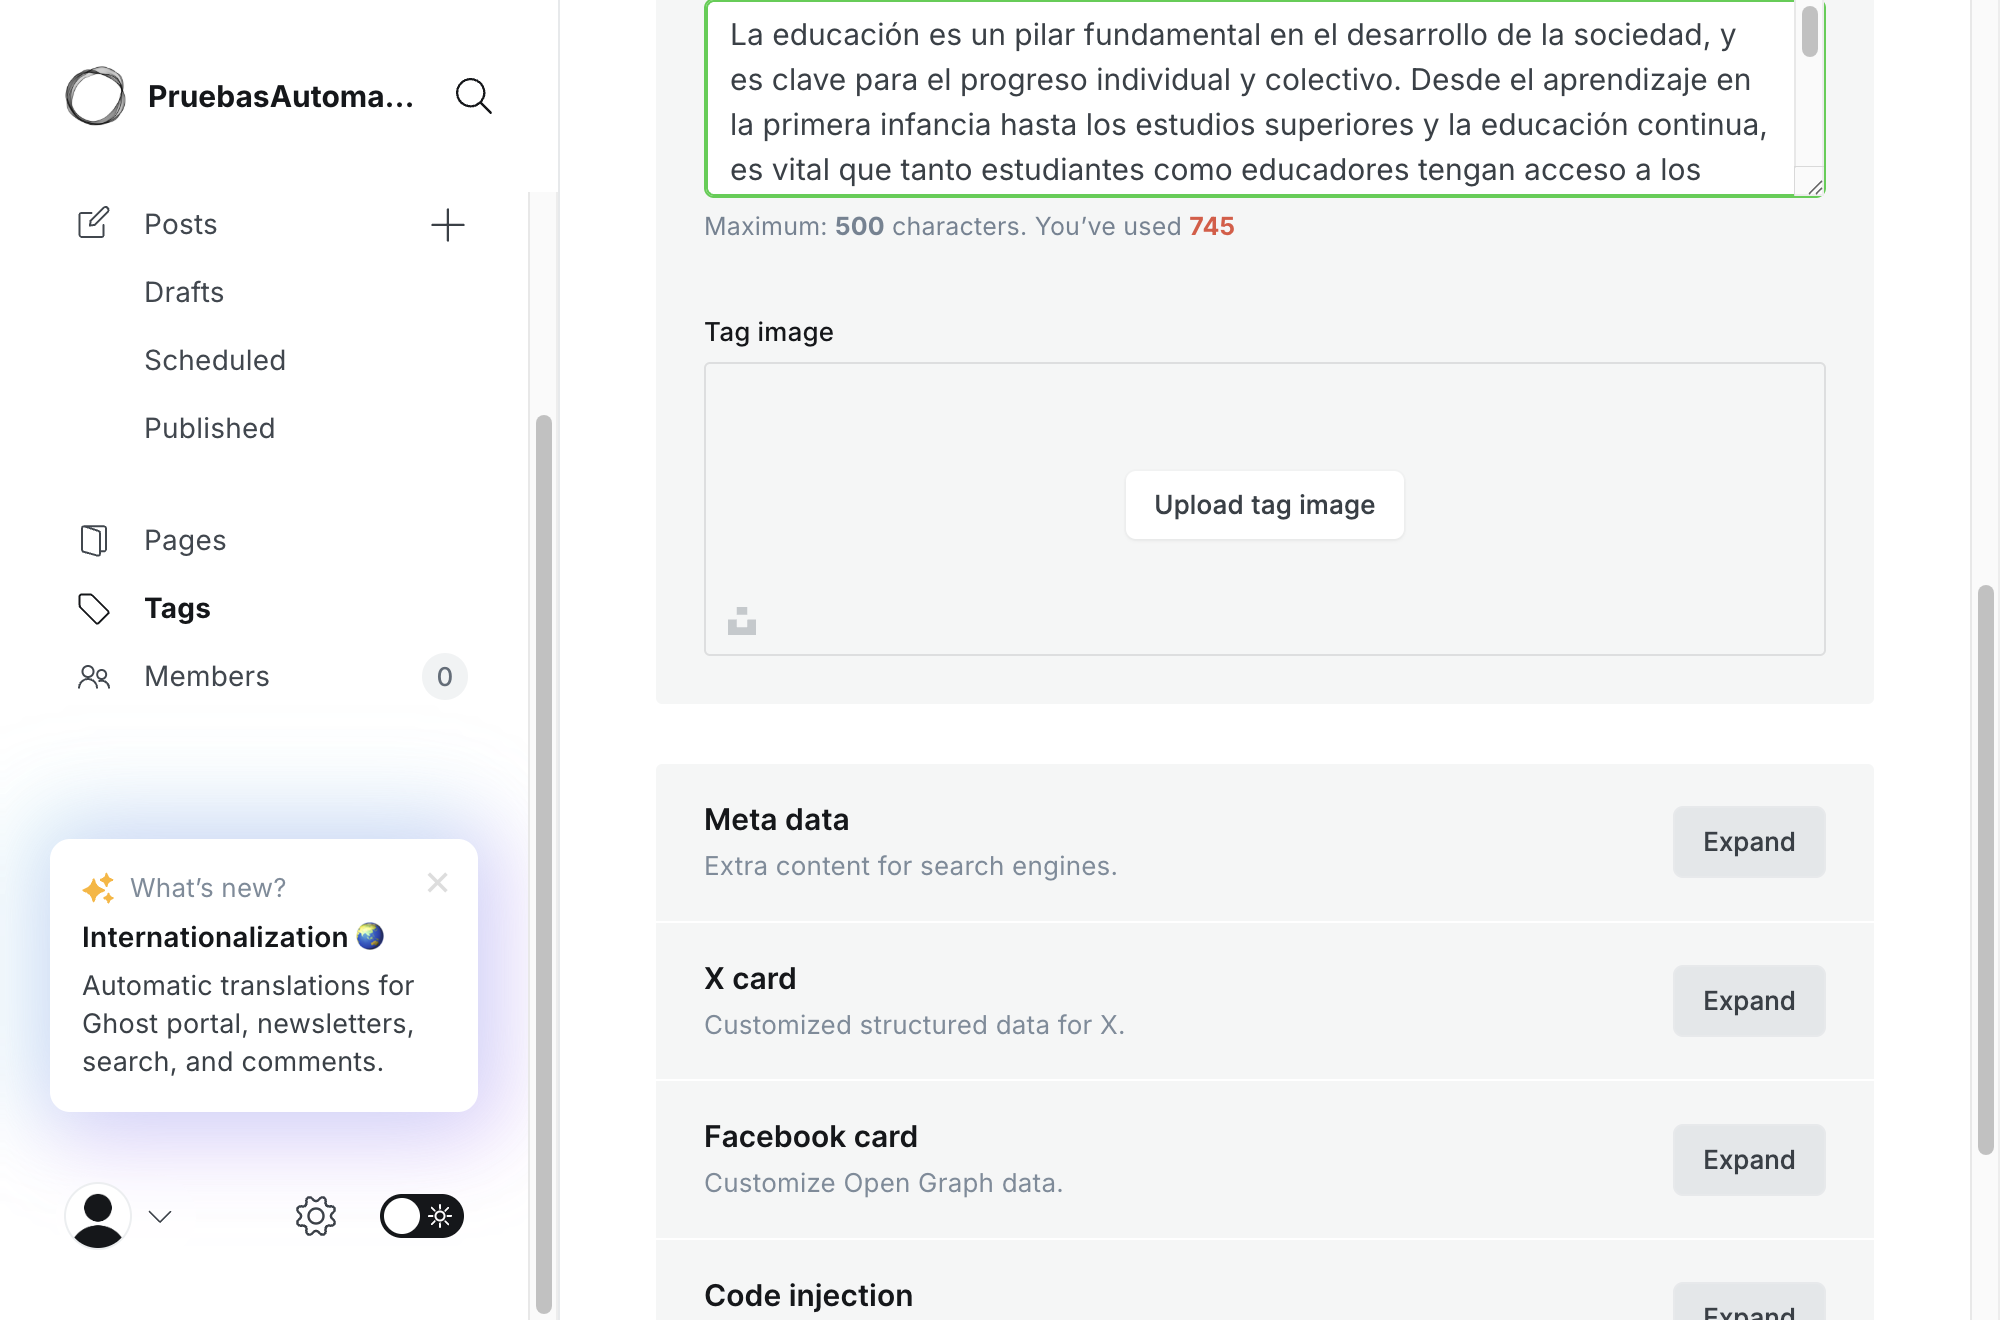 PruebasAutoma...
Posts
Drafts
Scheduled
Published
Pages
Tags
Members
0
What's new?
Internationalization
Automatic translations for
Ghost portal, newsletters,
search, and comments.
La educación es un pilar fundamental en el desarrollo de la sociedad, y
es clave para el progreso individual y colectivo. Desde el aprendizaje en
la primera infancia hasta los estudios superiores y la educación continua,
es vital que tanto estudiantes como educadores tengan acceso a los
Maximum: 500 characters. You've used 745
Tag image
Upload tag image
Meta data
Extra content for search engines.
Expand
X card
Customized structured data for X.
Expand
Facebook card
Customize Open Graph data.
Expand
Code injection
Expand